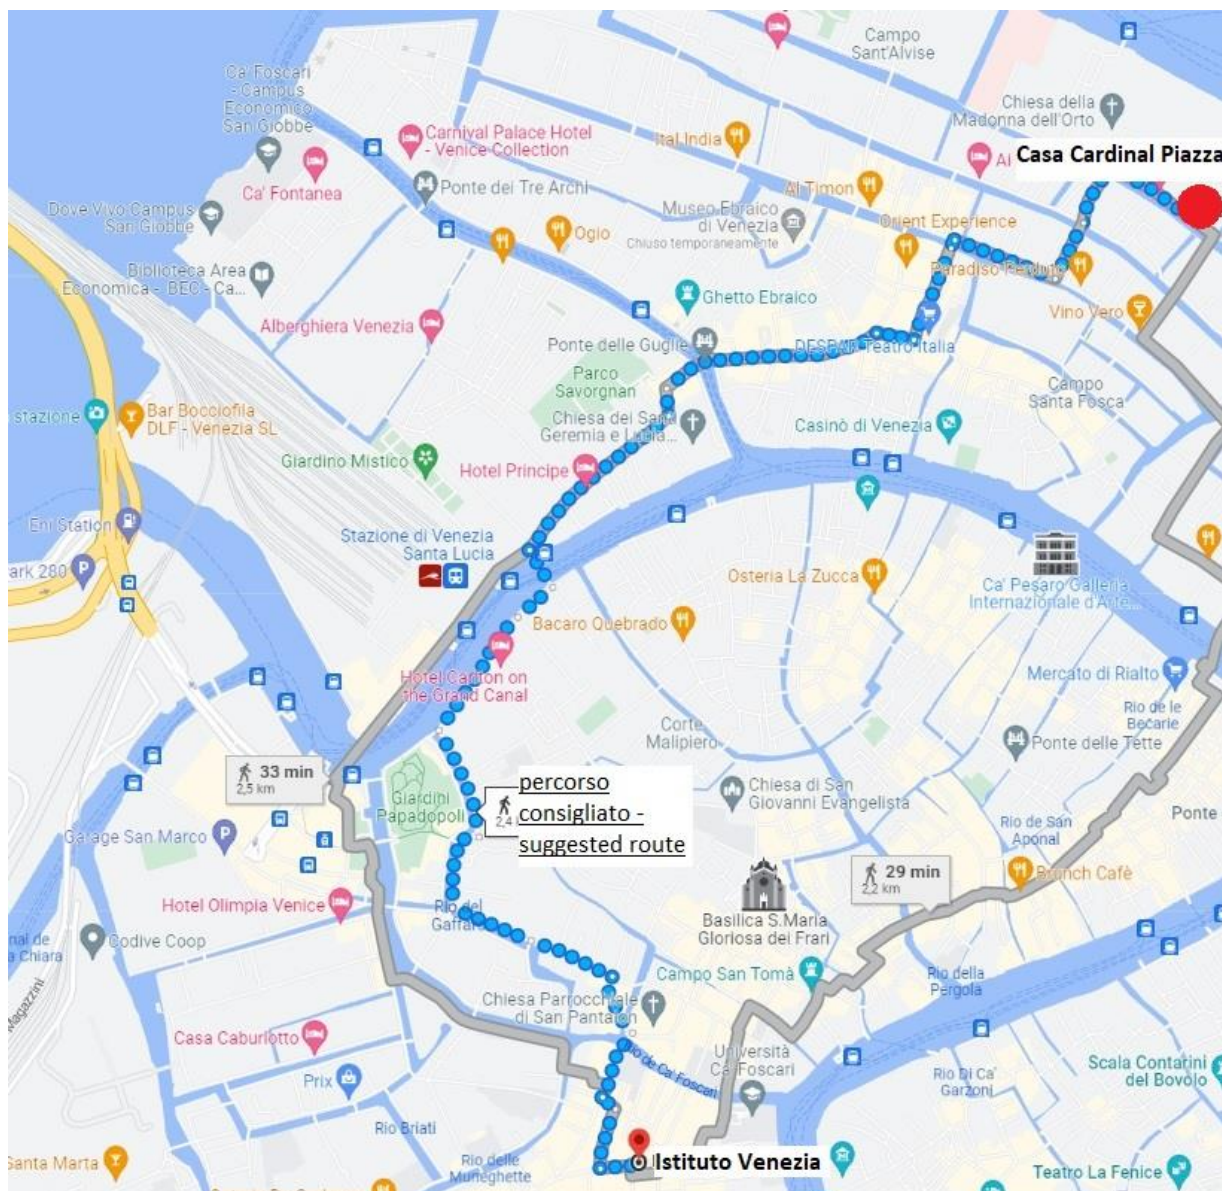 Campo
Sant'Alvise
Ca' Foscari
- Campus
Economico
San Giobbe
Chiesa della
Madonna dell'Orto
Carnival Palace Hotel
- Venice Collection
Ital India
Al
Casa Cardinal Piazza
Ca' Fontanea
Ponte dei Tre Archi
Al Timon
Dove Vivo Campus
San Giobbe
Museo Ebraico
di Venezia
Chiuso temporaneamente
Orient Experience
Ogio
Biblioteca Area
Economica - BEC - Ca...
Paradiso Perduto
Ghetto Ebraico
Vino Vero
Alberghiera Venezia
Ponte delle Guglie
DESPAR Teatro Italia
Parco
Savorgnan
Campo
Santa Fosca
stazione
Bar Bocciofila
DLF - Venezia SL
Chiesa dei Santi
Geremia e Lucia...
Casinò di Venezia
Giardino Mistico
Hotel Principe
Eni Station
Stazione di Venezia
Santa Lucia
ark 280
P
Osteria La Zucca
Ca' Pesaro Galleria
Internazionale d'Arte...
Bacaro Quebrado
Hotel Carlton on
the Grand Canal
Mercato di Rialto
Rio de le
Becarie
Corte
Malipiero
Ponte delle Tette
33 min
2,5 km
Giardini
Papadopoli
percorso
consigliato -
suggested route
2,4
Chiesa di San
Giovanni Evangelista
Ponte
Garage San Marco
P
Rio de San
Aponal
29 min
2,2 km
Brunch Cafè
Hotel Olimpia Venice
Rio del
Gaffaro
Basilica S.Maria
Gloriosa dei Frari
Codive Coop
nal de
a Chiara
Campo San Tomà
Rio della
Pergola
Magazzini
Chiesa Parrocchiale
di San Pantalon
Casa Caburlotto
Rio de Ca' Foscari
Università
Ca' Foscari
Scala Contarini
del Bovolo
Prix
Rio Di Ca'
Garzoni
Rio Briati
Santa Marta
Rio delle
Muneghette
Istituto Venezia
Teatro La Fenice